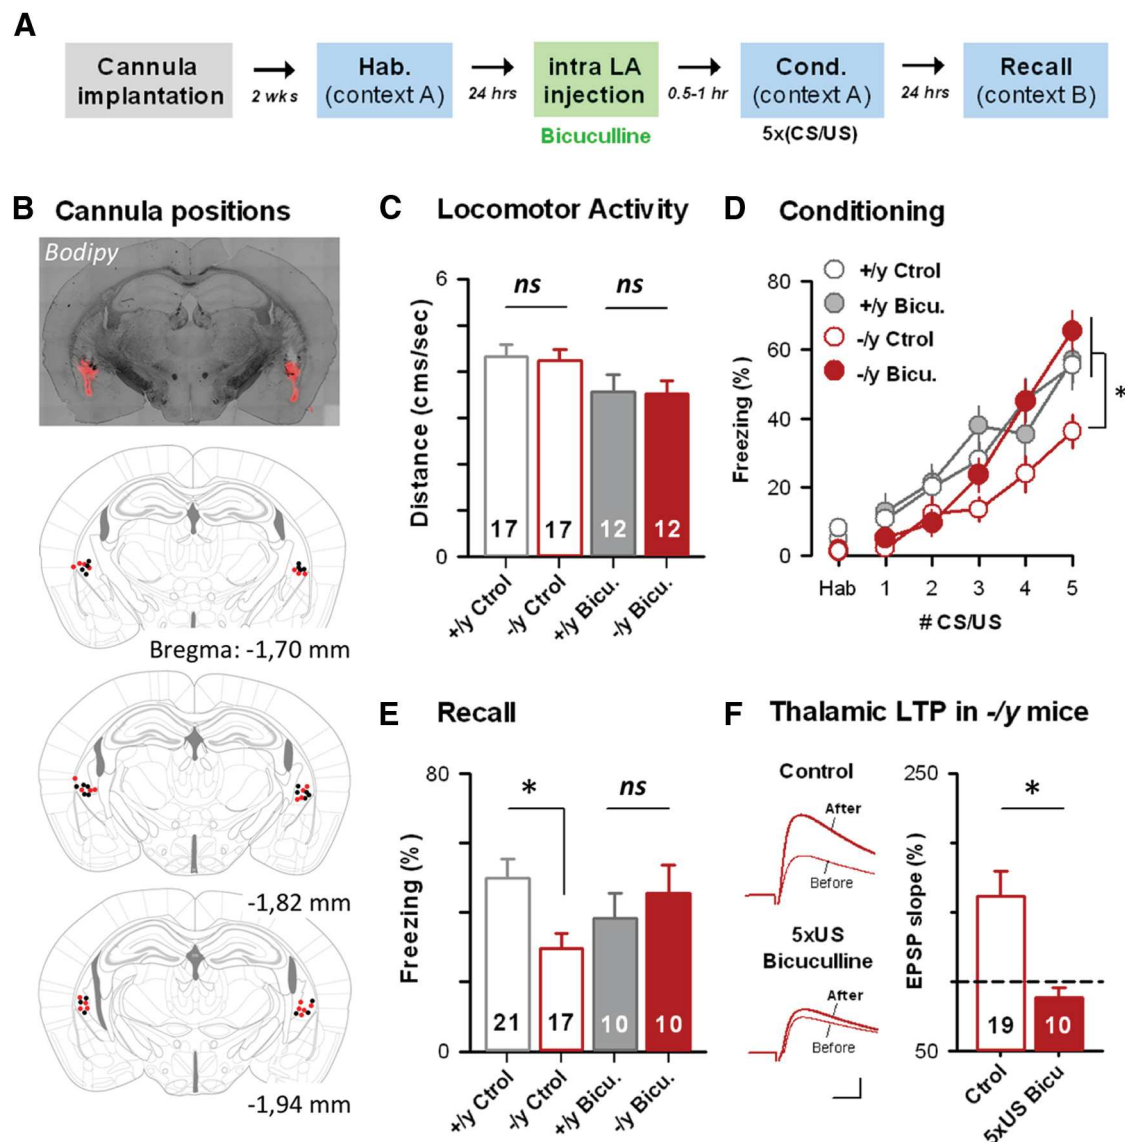 A
Cannula
implantation
2 wks
Hab.
(context A)
24 hrs
intra LA
injection
Bicuculline
0.5-1 hr
Cond.
(context A)
5x(CS/US)
24 hrs
Recall
(context B)
B Cannula positions
Bodipy
Bregma: -1,70 mm
-1,82 mm
-1,94 mm
C Locomotor Activity
Distance (cms/sec)
6
0
ns
ns
17
17
12
12
+/y Ctrol
-/y Ctrol
+/y Bicu.
-/y Bicu.
D Conditioning
+/y Ctrol
+/y Bicu.
-/y Ctrol
-/y Bicu.
Freezing (%)
80
60
40
20
0
*
Hab 1 2 3 4 5
# CS/US
E Recall
Freezing (%)
80
0
*
ns
21
17
10
10
+/y Ctrol
-/y Ctrol
+/y Bicu.
-/y Bicu.
F Thalamic LTP in -/y mice
Control
After
Before
5xUS
Bicuculline
After
Before
EPSP slope (%)
250
50
*
19
10
Ctrol
5xUS Bicu